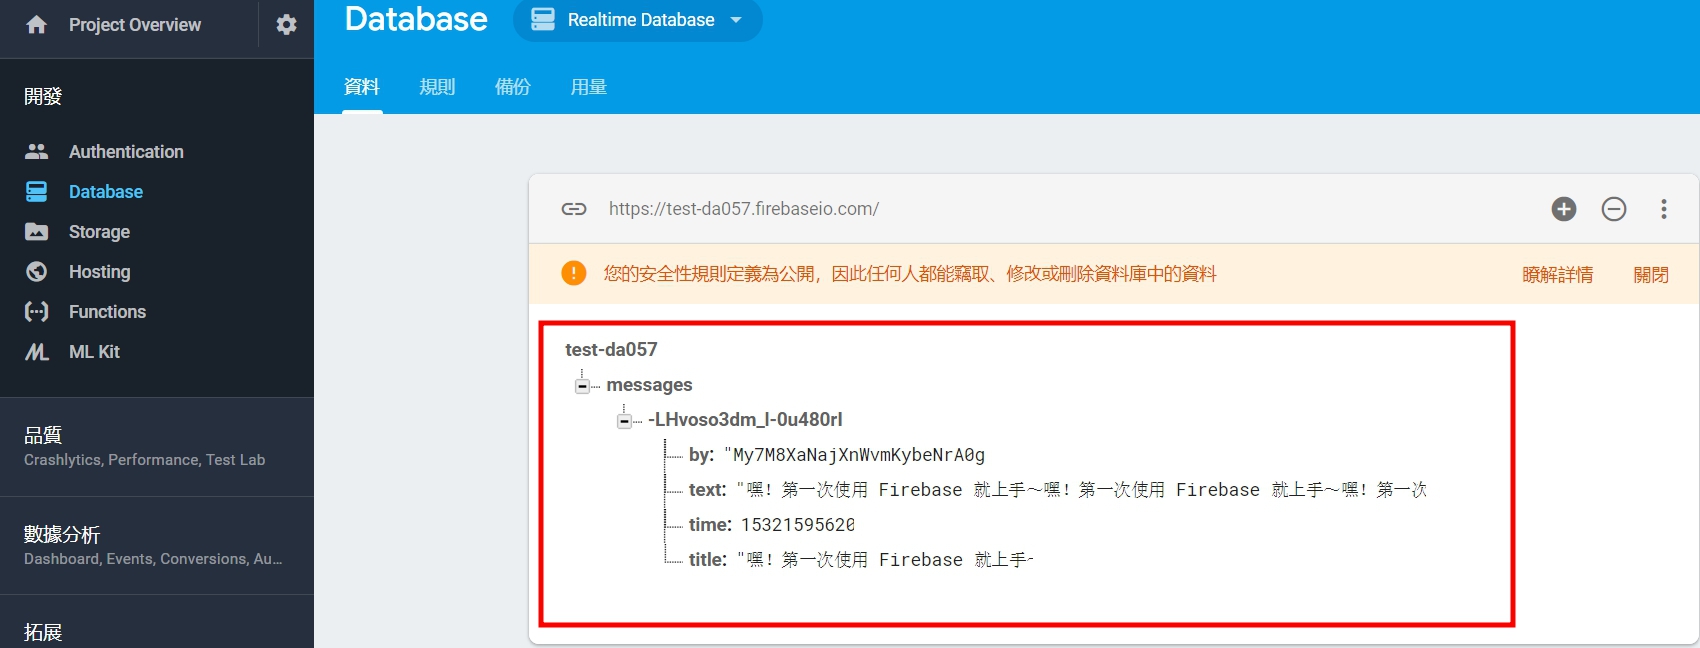 Project Overview
開發
Authentication
Database
Storage
Hosting
Functions
ML Kit
品質
Crashlytics, Performance, Test Lab
數據分析
Dashboard, Events, Conversions, Au...
拓展
Database
Realtime Database
資料 規則 備份 用量
https://test-da057.firebaseio.com/
您的安全性規則定義為公開，因此任何人都能竊取、修改或刪除資料庫中的資料 瞭解詳情 關閉
test-da057
messages
-LHvoso3dm_l-0u480rI
by: "My7M8XaNajXnWvmKybeNrA0g
text: "嘿！第一次使用 Firebase 就上手～嘿！第一次使用 Firebase 就上手～嘿！第一次
time: 15321595620
title: "嘿！第一次使用 Firebase 就上手~